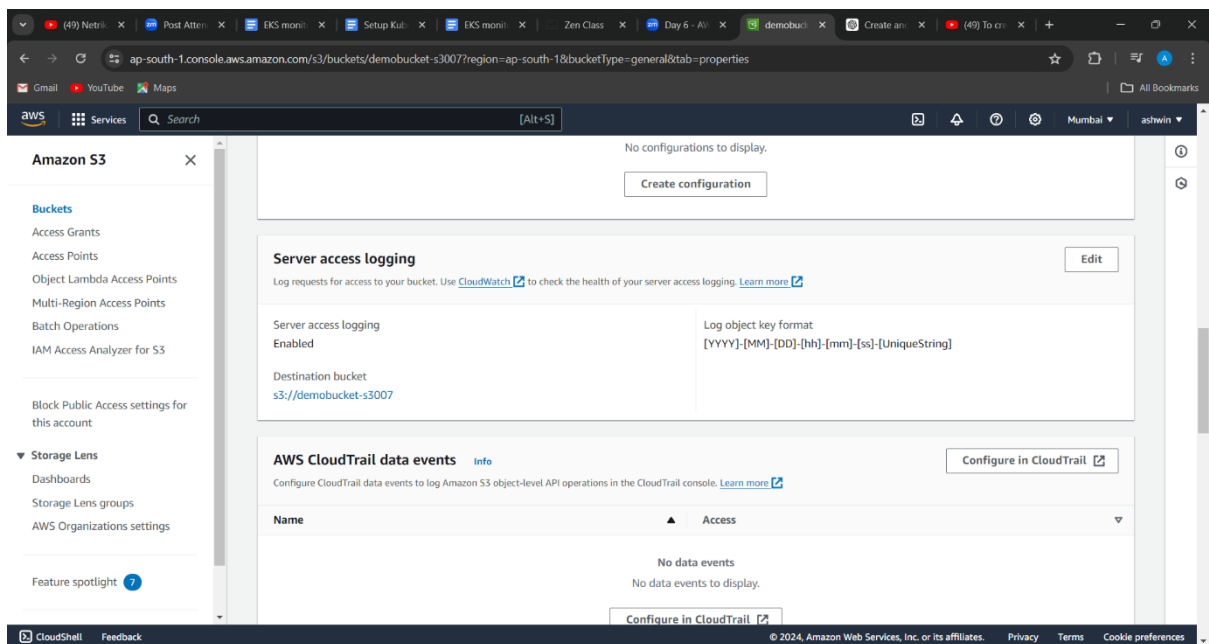 (49) Netrik
Post Atten
EKS monit
Setup Kub
EKS monit
Zen Class
Day 6 - AW
demobuck
Create an
(49) To cre
ap-south-1.console.aws.amazon.com/s3/buckets/demobucket-s3007?region=ap-south-1&bucketType=general&tab=properties
Gmail YouTube Maps All Bookmarks
aws Services Search [Alt+S] Mumbai ▼ ashwin ▼
Amazon S3
Buckets
Access Grants
Access Points
Object Lambda Access Points
Multi-Region Access Points
Batch Operations
IAM Access Analyzer for S3
Block Public Access settings for
this account
▼ Storage Lens
Dashboards
Storage Lens groups
AWS Organizations settings
Feature spotlight 7
No configurations to display.
Create configuration
Server access logging
Edit
Log requests for access to your bucket. Use CloudWatch to check the health of your server access logging. Learn more
Server access logging
Enabled
Log object key format
[YYYY]-[MM]-[DD]-[hh]-[mm]-[ss]-[UniqueString]
Destination bucket
s3://demobucket-s3007
AWS CloudTrail data events Info
Configure in CloudTrail
Configure CloudTrail data events to log Amazon S3 object-level API operations in the CloudTrail console. Learn more
Name Access
No data events
No data events to display.
Configure in CloudTrail
CloudShell Feedback © 2024, Amazon Web Services, Inc. or its affiliates. Privacy Terms Cookie preferences